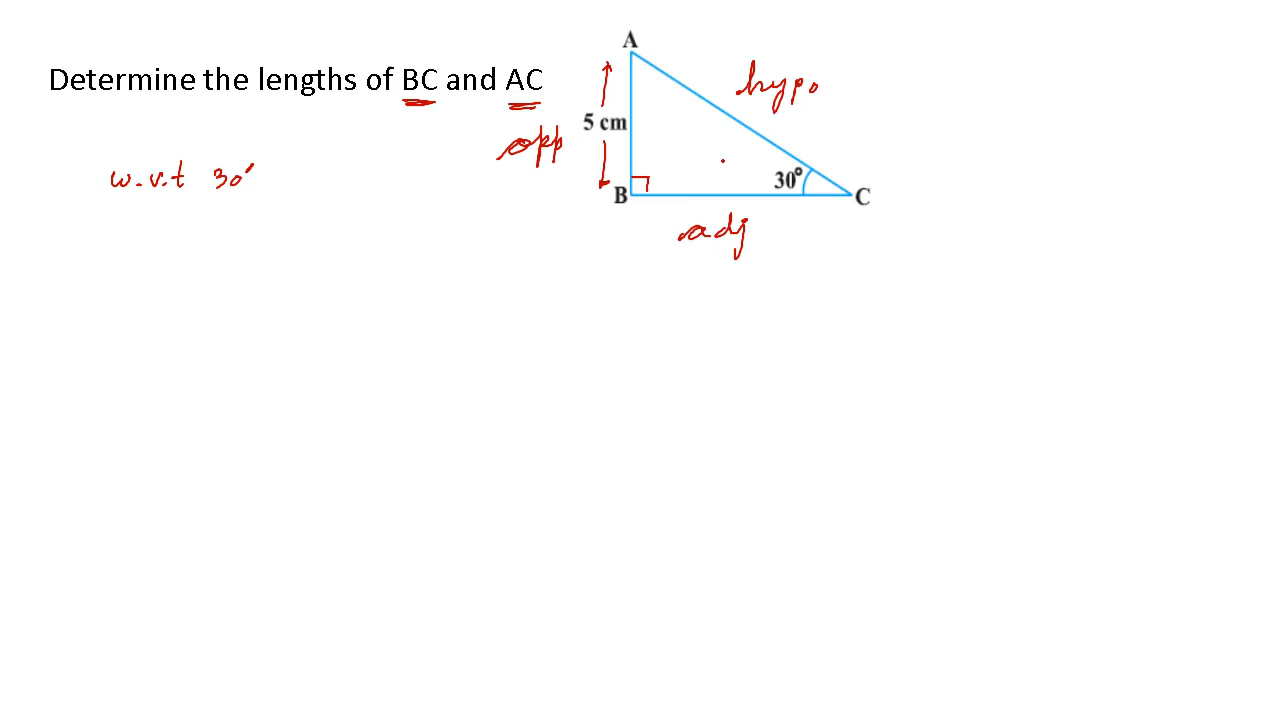 Determine the lengths of BC and AC
A
hypo
5 cm
opp
w.r.t 30°
30°
B
C
adj